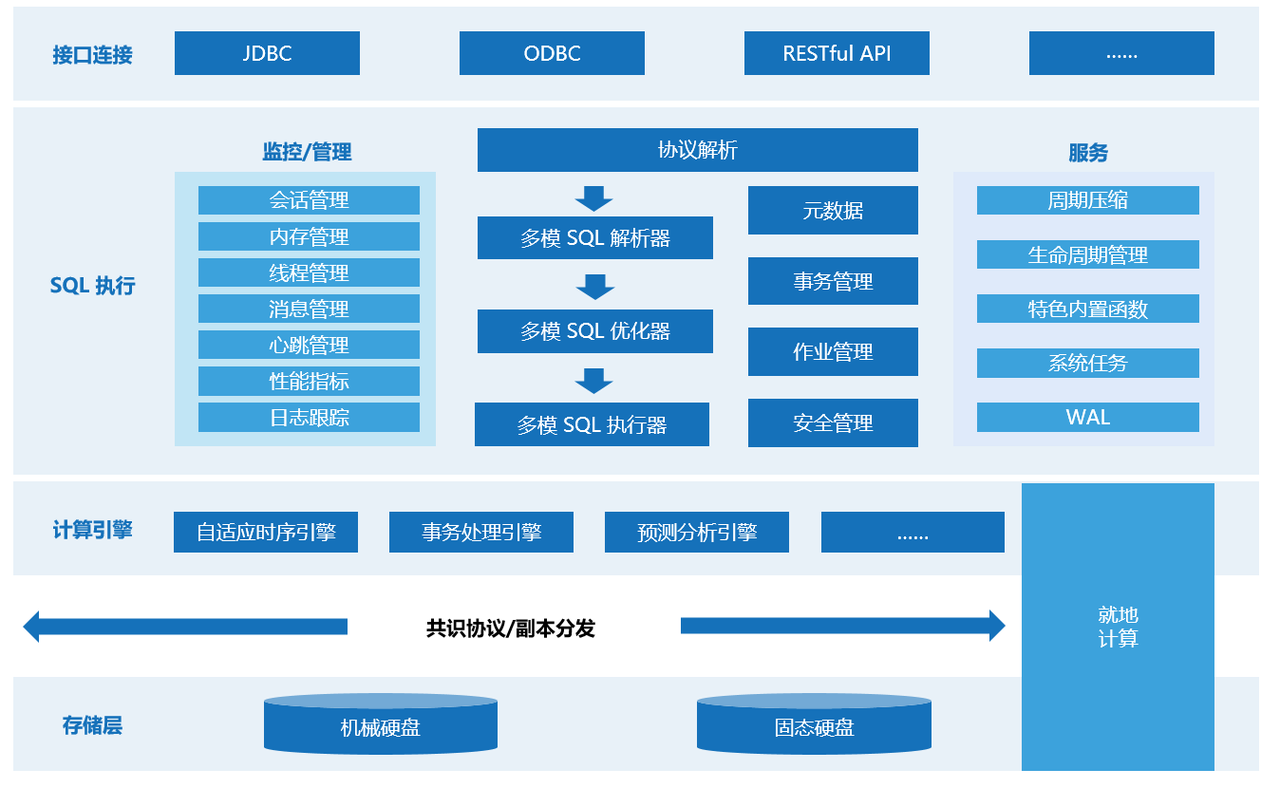 接口连接
JDBC
ODBC
RESTful API
......
SQL 执行
监控/管理
会话管理
内存管理
线程管理
消息管理
心跳管理
性能指标
日志跟踪
协议解析
多模 SQL 解析器
多模 SQL 优化器
多模 SQL 执行器
元数据
事务管理
作业管理
安全管理
服务
周期压缩
生命周期管理
特色内置函数
系统任务
WAL
计算引擎
自适应时序引擎
事务处理引擎
预测分析引擎
......
就地
计算
共识协议/副本分发
存储层
机械硬盘
固态硬盘